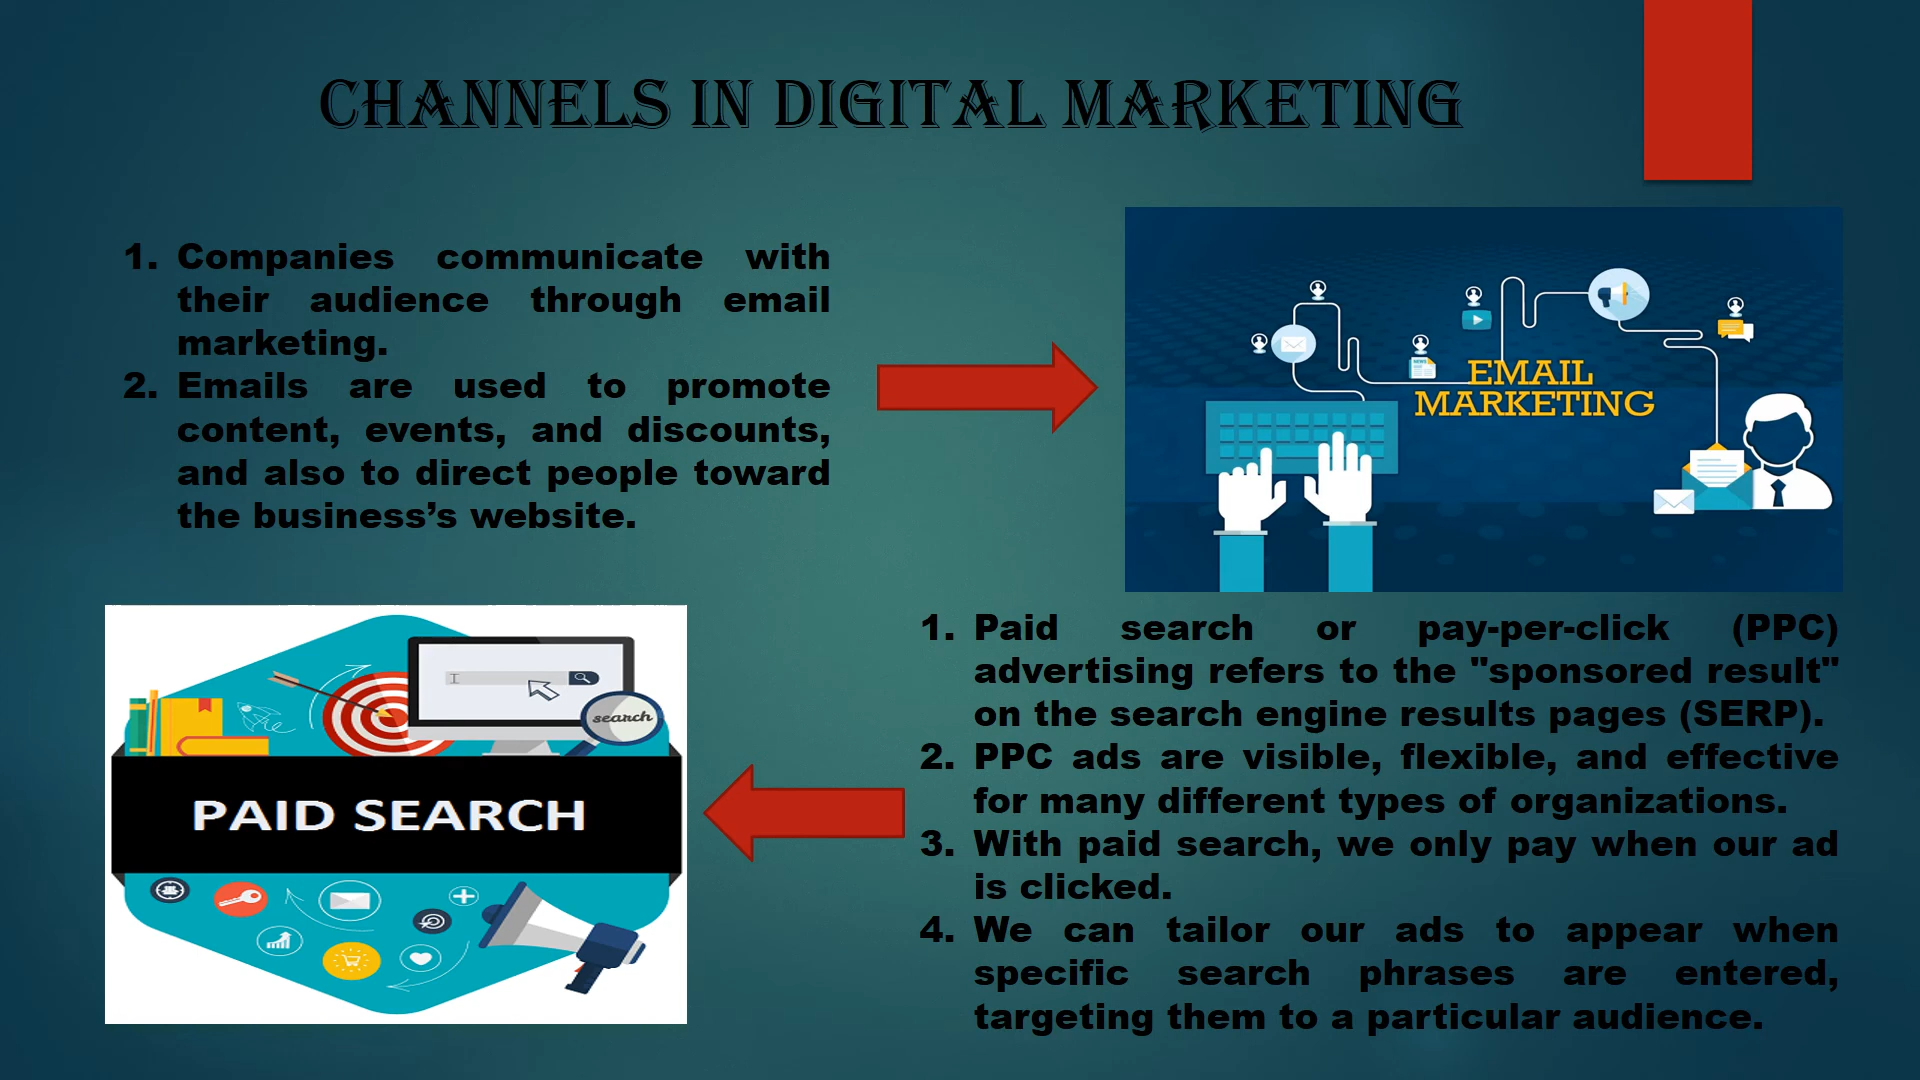 CHANNELS IN DIGITAL MARKETING
1. Companies communicate with
their audience through email
marketing.
2. Emails are used to promote
content, events, and discounts,
and also to direct people toward
the business’s website.
NEWS
EMAIL
MARKETING
search
PAID SEARCH
1. Paid search or pay-per-click (PPC)
advertising refers to the "sponsored result"
on the search engine results pages (SERP).
2. PPC ads are visible, flexible, and effective
for many different types of organizations.
3. With paid search, we only pay when our ad
is clicked.
4. We can tailor our ads to appear when
specific search phrases are entered,
targeting them to a particular audience.